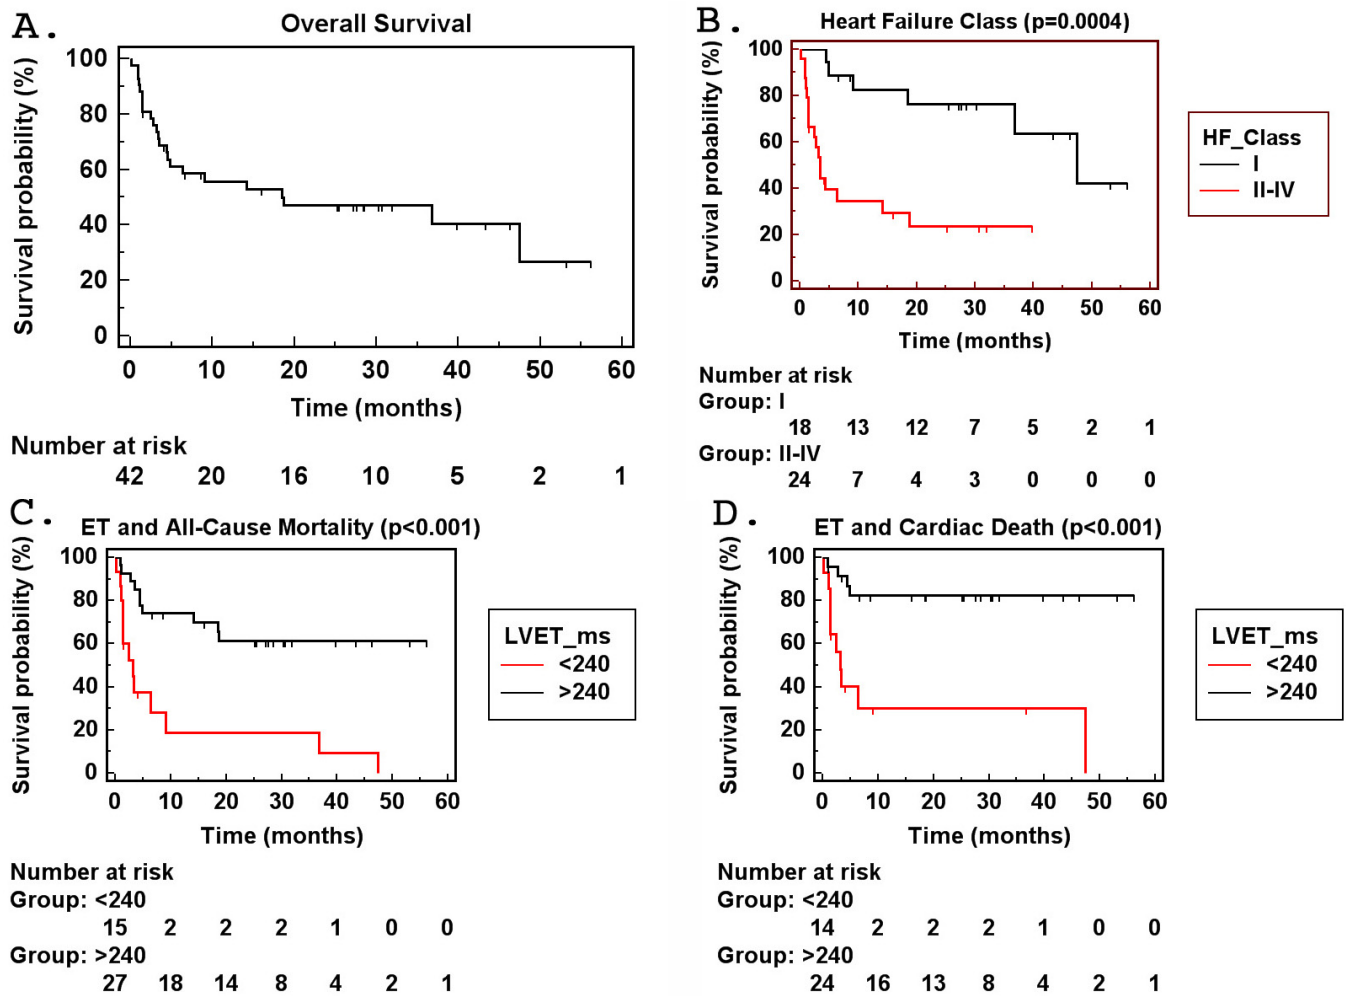 A.
Overall Survival
Survival probability (%)
100
80
60
40
20
0
0 10 20 30 40 50 60
Time (months)
Number at risk
42 20 16 10 5 2 1
B.
Heart Failure Class (p=0.0004)
Survival probability (%)
100
80
60
40
20
0
0 10 20 30 40 50 60
Time (months)
HF_Class
I
II-IV
Number at risk
Group: I
18 13 12 7 5 2 1
Group: II-IV
24 7 4 3 0 0 0
C.
ET and All-Cause Mortality (p<0.001)
Survival probability (%)
100
80
60
40
20
0
0 10 20 30 40 50 60
Time (months)
LVET_ms
<240
>240
Number at risk
Group: <240
15 2 2 2 1 0 0
Group: >240
27 18 14 8 4 2 1
D.
ET and Cardiac Death (p<0.001)
Survival probability (%)
100
80
60
40
20
0
0 10 20 30 40 50 60
Time (months)
LVET_ms
<240
>240
Number at risk
Group: <240
14 2 2 2 1 0 0
Group: >240
24 16 13 8 4 2 1